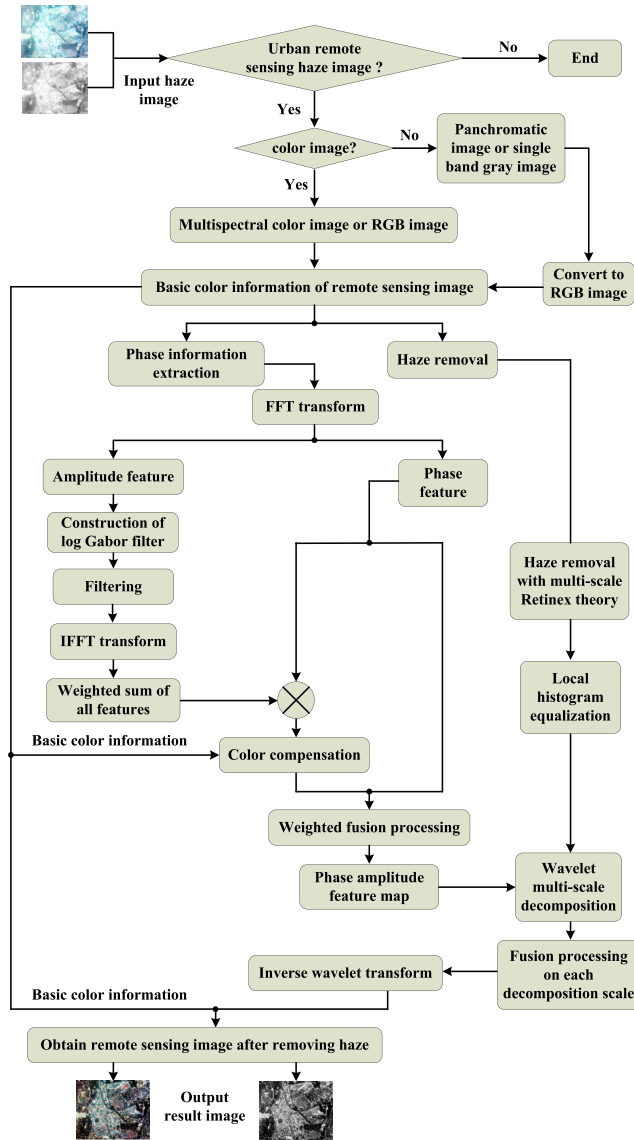 Urban remote
sensing haze image ?
No
End
Input haze
image
Yes
color image?
No
Panchromatic
image or single
band gray image
Yes
Multispectral color image or RGB image
Basic color information of remote sensing image
Convert to
RGB image
Phase information
extraction
Haze removal
FFT transform
Amplitude feature
Phase
feature
Construction of
log Gabor filter
Filtering
Haze removal
with multi-scale
Retinex theory
IFFT transform
Weighted sum of
all features
Local
histogram
equalization
Basic color information
Color compensation
Weighted fusion processing
Phase amplitude
feature map
Wavelet
multi-scale
decomposition
Inverse wavelet transform
Fusion processing
on each
decomposition scale
Basic color information
Obtain remote sensing image after removing haze
Output
result image